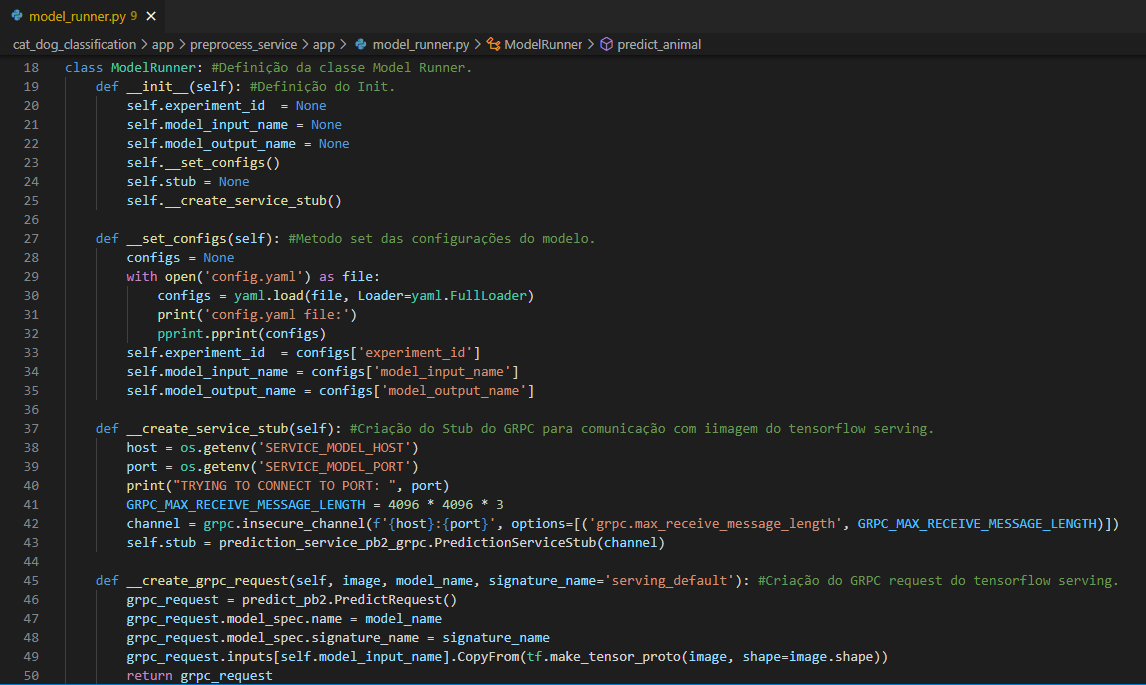 model_runner.py 9
cat_dog_classification > app > preprocess_service > app > model_runner.py > ModelRunner > predict_animal
18 class ModelRunner: #Definição da classe Model Runner.
19 def __init__(self): #Definição do Init.
20 self.experiment_id  = None
21 self.model_input_name = None
22 self.model_output_name = None
23 self.__set_configs()
24 self.stub = None
25 self.__create_service_stub()
26
27 def __set_configs(self): #Metodo set das configurações do modelo.
28 configs = None
29 with open('config.yaml') as file:
30 configs = yaml.load(file, Loader=yaml.FullLoader)
31 print('config.yaml file:')
32 pprint.pprint(configs)
33 self.experiment_id  = configs['experiment_id']
34 self.model_input_name = configs['model_input_name']
35 self.model_output_name = configs['model_output_name']
36
37 def __create_service_stub(self): #Criação do Stub do GRPC para comunicação com iimagem do tensorflow serving.
38 host = os.getenv('SERVICE_MODEL_HOST')
39 port = os.getenv('SERVICE_MODEL_PORT')
40 print("TRYING TO CONNECT TO PORT: ", port)
41 GRPC_MAX_RECEIVE_MESSAGE_LENGTH = 4096 * 4096 * 3
42 channel = grpc.insecure_channel(f'{host}:{port}', options=[('grpc.max_receive_message_length', GRPC_MAX_RECEIVE_MESSAGE_LENGTH)])
43 self.stub = prediction_service_pb2_grpc.PredictionServiceStub(channel)
44
45 def __create_grpc_request(self, image, model_name, signature_name='serving_default'): #Criação do GRPC request do tensorflow serving.
46 grpc_request = predict_pb2.PredictRequest()
47 grpc_request.model_spec.name = model_name
48 grpc_request.model_spec.signature_name = signature_name
49 grpc_request.inputs[self.model_input_name].CopyFrom(tf.make_tensor_proto(image, shape=image.shape))
50 return grpc_request